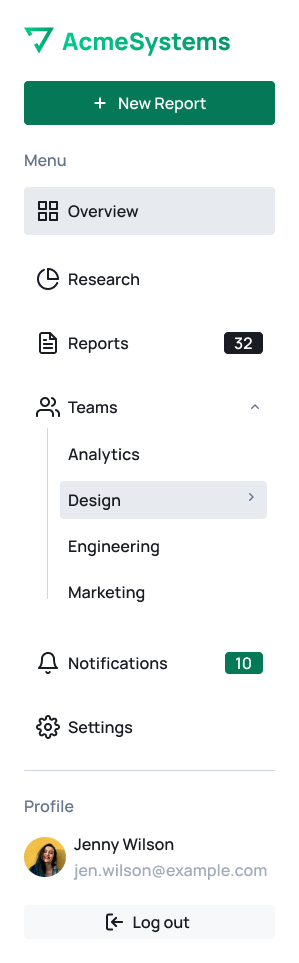 AcmeSystems
New Report
Menu
Overview
Research
Reports 32
Teams
Analytics
Design
Engineering
Marketing
Notifications 10
Settings
Profile
Jenny Wilson
jen.wilson@example.com
Log out